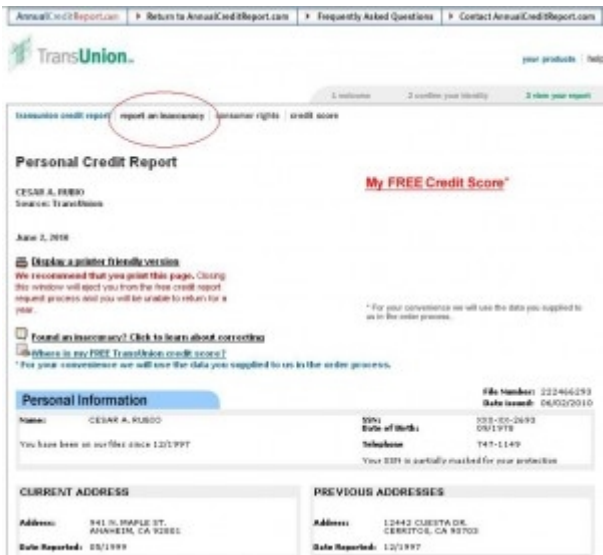 AnnualCreditReport.com
Return to AnnualCreditReport.com
Frequently Asked Questions
Contact AnnualCreditReport.com
TransUnion.
your products | help
1 welcome 2 confirm your identity 3 view your report
transunion credit report report an inaccuracy consumer rights credit score
Personal Credit Report
My FREE Credit Score*
CESAR A. RUBIO
Source: TransUnion
June 2, 2010
Display a printer friendly version
We recommend that you print this page. Closing
this window will eject you from the free credit report
request process and you will be unable to return for a
year.
* For your convenience we will use the data you supplied to
us in the order process.
Found an inaccuracy? Click to learn about correcting
Where is my FREE TransUnion credit score?
* For your convenience we will use the data you supplied to us in the order process.
File Number: 222466293
Date Issued: 06/02/2010
Personal Information
Name: CESAR A. RUBIO
SSN: XXX-XX-2693
Date of Birth: 09/1978
You have been on our files since 12/1997
Telephone 747-1149
Your SSN is partially masked for your protection
CURRENT ADDRESS
PREVIOUS ADDRESSES
Address: 941 N. MAPLE ST.
ANAHEIM, CA 92801
Date Reported: 05/1999
Address: 12442 CUESTA DR.
CERRITOS, CA 90703
Date Reported: 12/1997